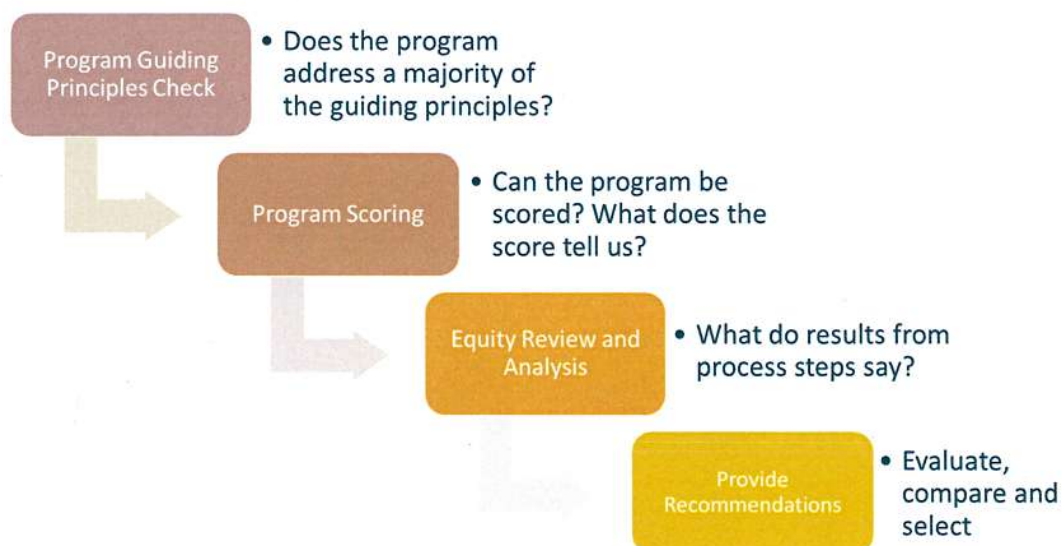 Program Guiding
Principles Check
• Does the program
address a majority of
the guiding principles?
Program Scoring
• Can the program be
scored? What does the
score tell us?
Equity Review and
Analysis
• What do results from
process steps say?
Provide
Recommendations
• Evaluate,
compare and
select